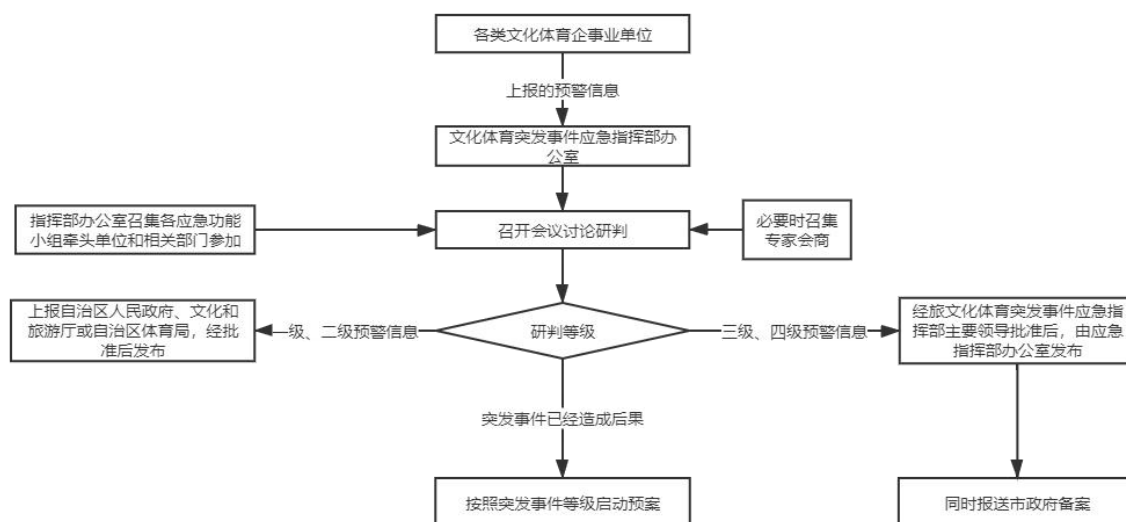 各类文化体育企事业单位
上报的预警信息
文化体育突发事件应急指挥部办
公室
指挥部办公室召集各应急功能
小组牵头单位和相关部门参加
召开会议讨论研判
必要时召集
专家会商
上报自治区人民政府、文化和
旅游厅或自治区体育局，经批
准后发布
一级、二级预警信息
研判等级
三级、四级预警信息
经旅文化体育突发事件应急指
挥部主要领导批准后，由应急
指挥部办公室发布
突发事件已经造成后果
按照突发事件等级启动预案
同时报送市政府备案